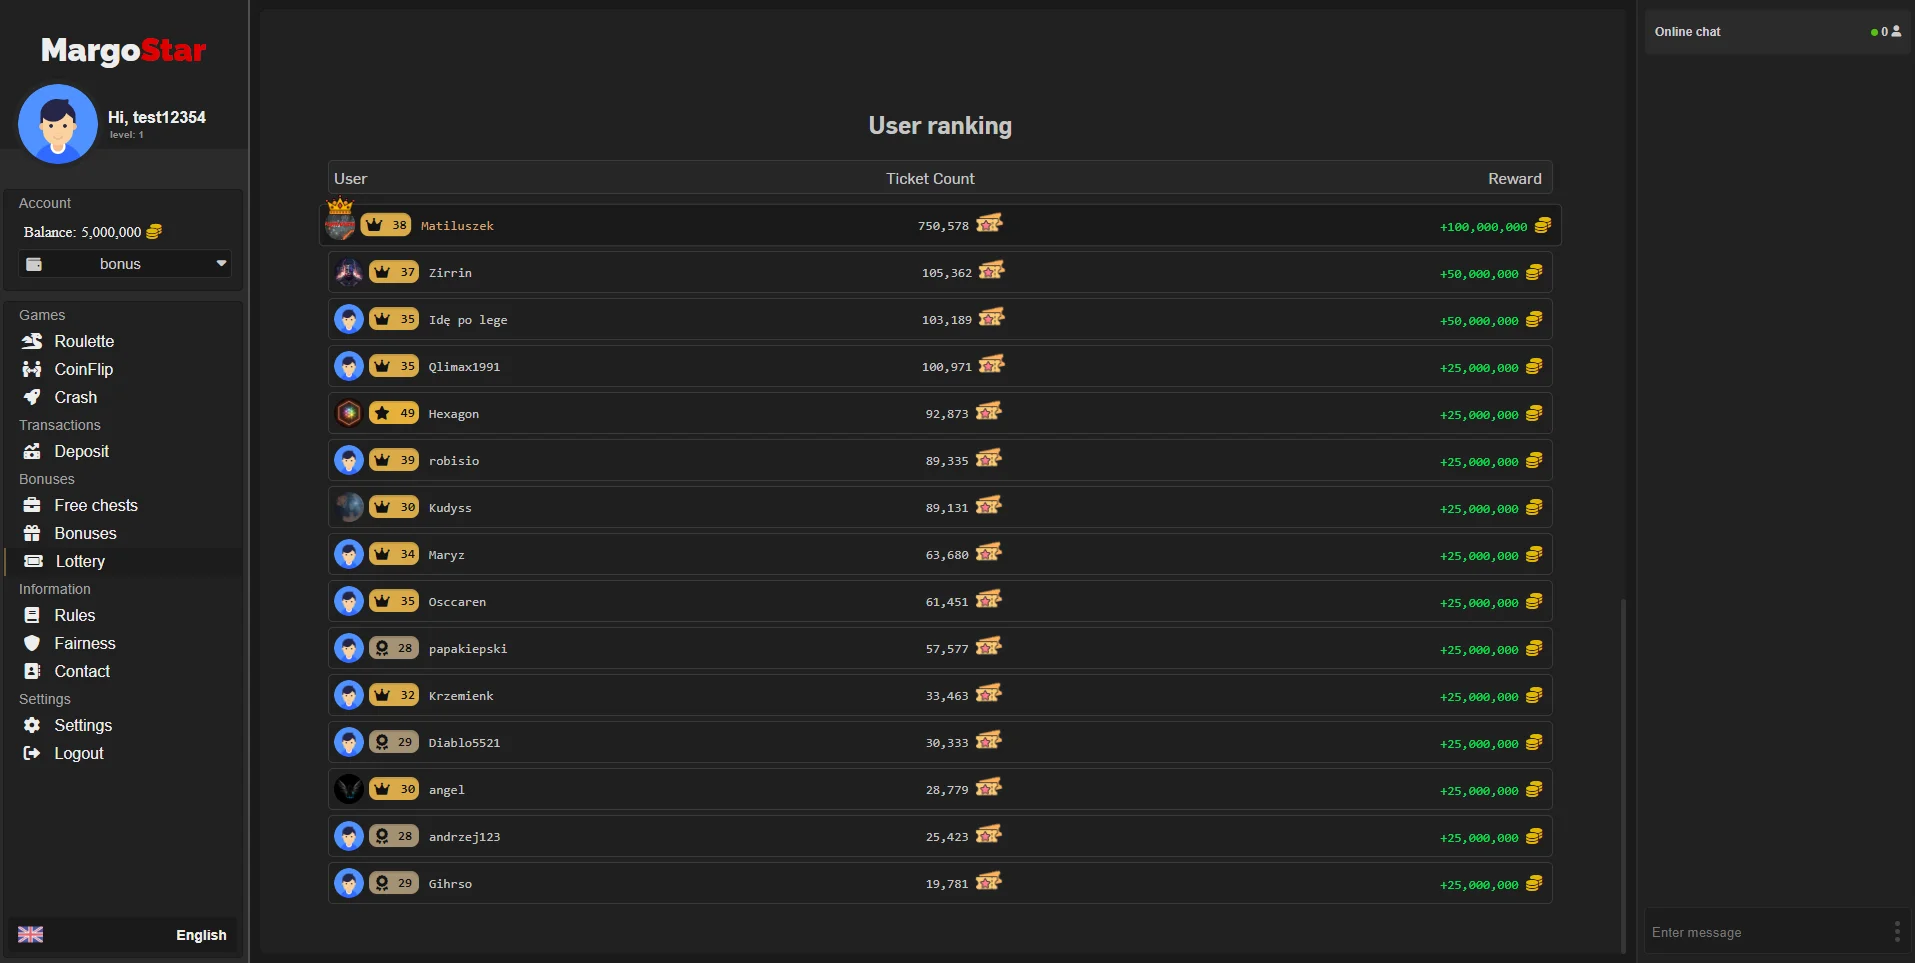 MargoStar
Hi, test12354
level: 1
Account
Balance: 5,000,000
bonus
Games
Roulette
CoinFlip
Crash
Transactions
Deposit
Bonuses
Free chests
Bonuses
Lottery
Information
Rules
Fairness
Contact
Settings
Settings
Logout
English
User ranking
User Ticket Count Reward
38 Matiluszek 750,578 +100,000,000
37 Zirrin 105,362 +50,000,000
35 Idę po lege 103,189 +50,000,000
35 Qlimax1991 100,971 +25,000,000
49 Hexagon 92,873 +25,000,000
39 robisio 89,335 +25,000,000
30 Kudyss 89,131 +25,000,000
34 Maryz 63,680 +25,000,000
35 Osccaren 61,451 +25,000,000
28 papakiepski 57,577 +25,000,000
32 Krzemienk 33,463 +25,000,000
29 Diablo5521 30,333 +25,000,000
30 angel 28,779 +25,000,000
28 andrzej123 25,423 +25,000,000
29 Gihrso 19,781 +25,000,000
Online chat 0
Enter message